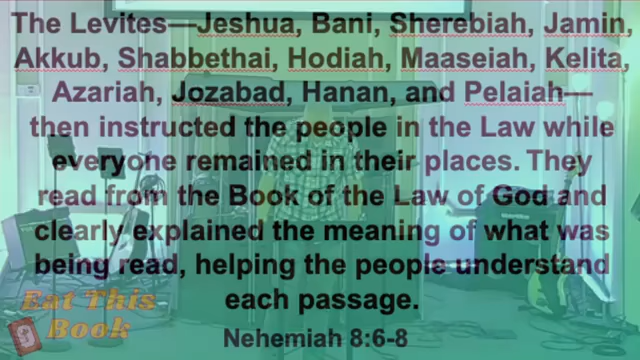 The Levites—Jeshua, Bani, Sherebiah, Jamin,
Akkub, Shabbethai, Hodiah, Maaseiah, Kelita,
Azariah, Jozabad, Hanan, and Pelaiah—
then instructed the people in the Law while
everyone remained in their places. They
read from the Book of the Law of God and
clearly explained the meaning of what was
being read, helping the people understand
each passage.
Nehemiah 8:6-8
Eat This
Book